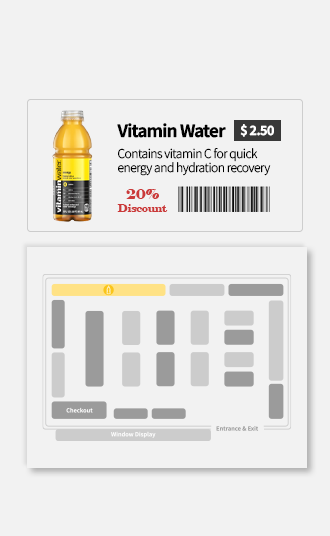 Vitamin Water
$ 2.50
Contains vitamin C for quick
energy and hydration recovery
20%
Discount
vitaminwater
Checkout
Window Display
Entrance & Exit